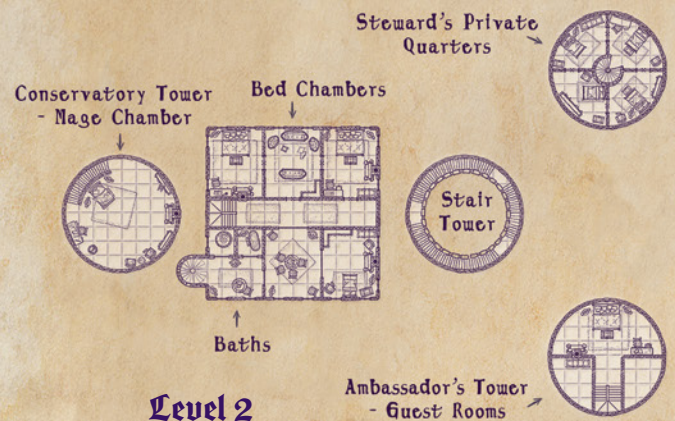 Steward's Private
Quarters
Conservatory Tower
- Mage Chamber
Bed Chambers
Stair
Tower
Baths
Level 2
Ambassador's Tower
- Guest Rooms